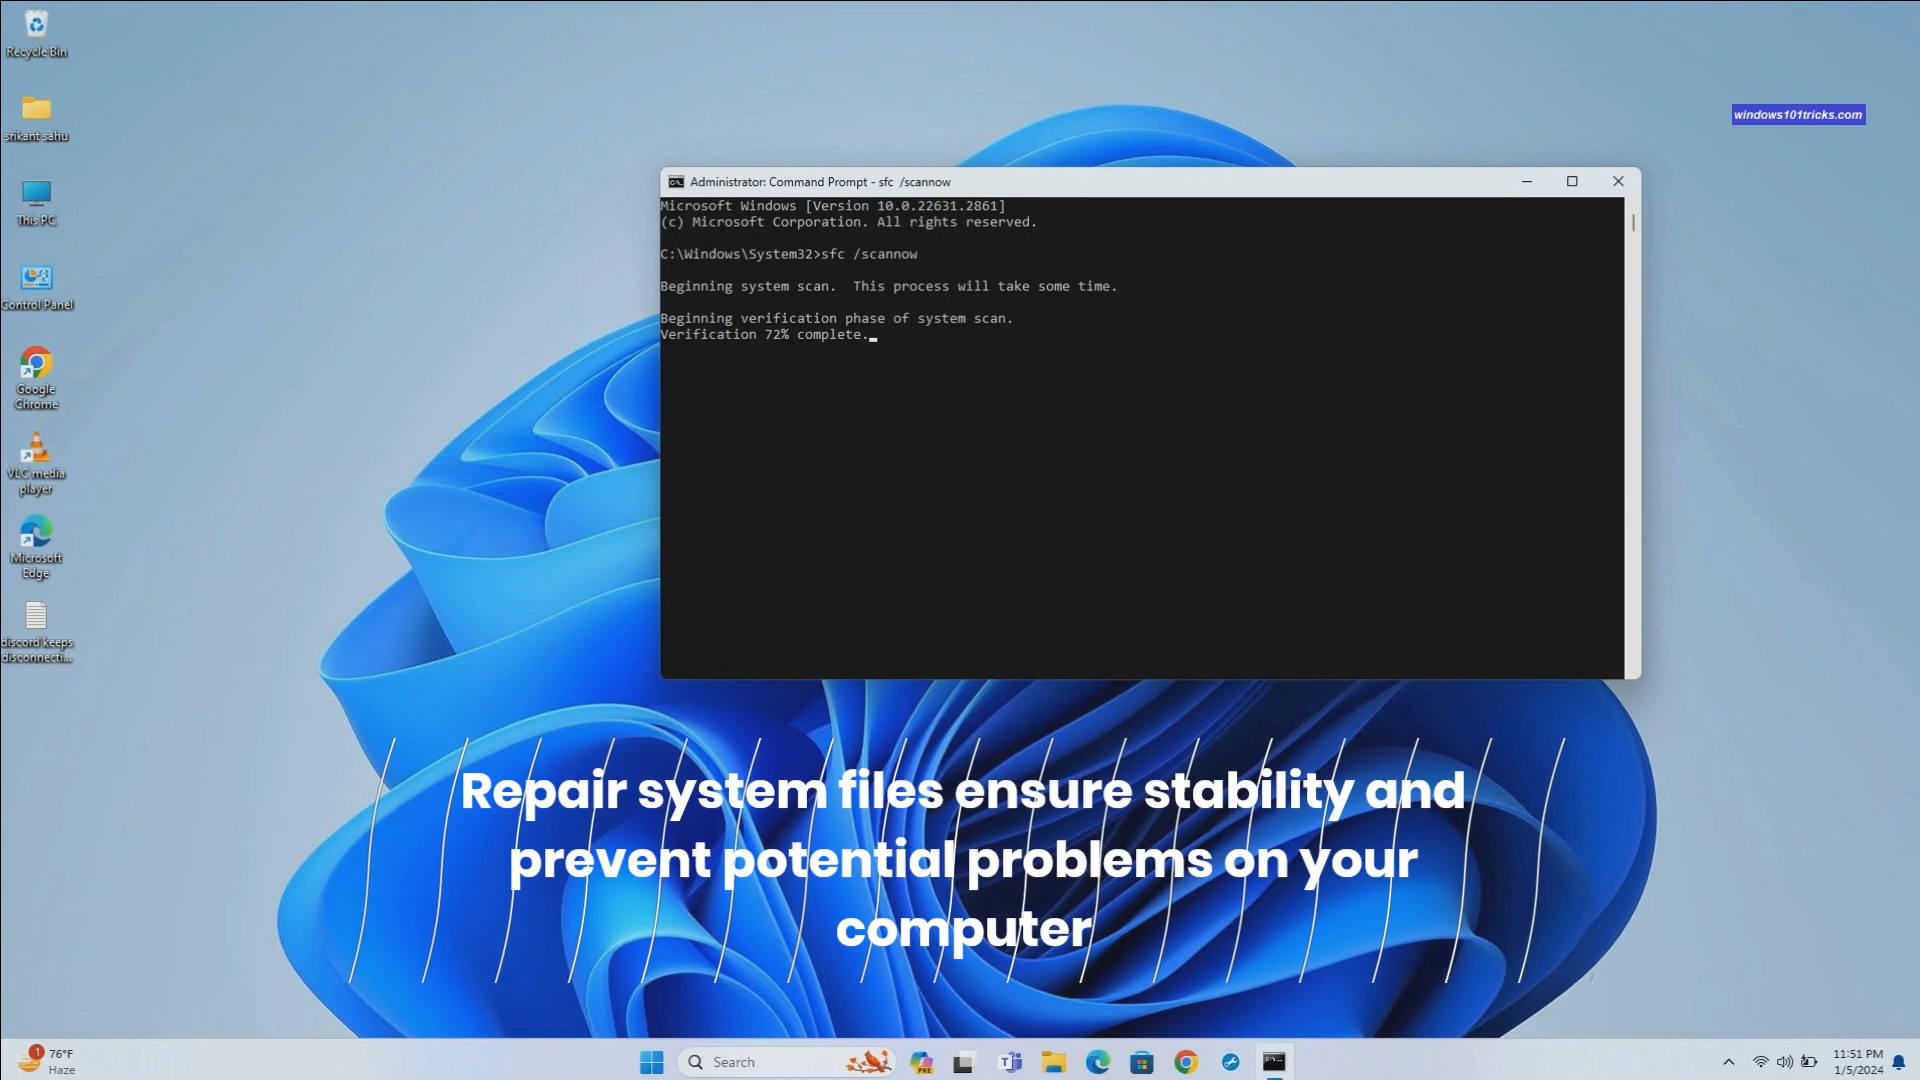 Recycle Bin
srikant sahu
This PC
Control Panel
Google
Chrome
VLC media
player
Microsoft
Edge
discord keeps
disconnecti...
windows101tricks.com
Administrator: Command Prompt - sfc  /scannow
Microsoft Windows [Version 10.0.22631.2861]
(c) Microsoft Corporation. All rights reserved.
C:\Windows\System32>sfc /scannow
Beginning system scan.  This process will take some time.
Beginning verification phase of system scan.
Verification 72% complete.
Repair system files ensure stability and
prevent potential problems on your
computer
1
76°F
Haze
Search
PRE
11:51 PM
1/5/2024